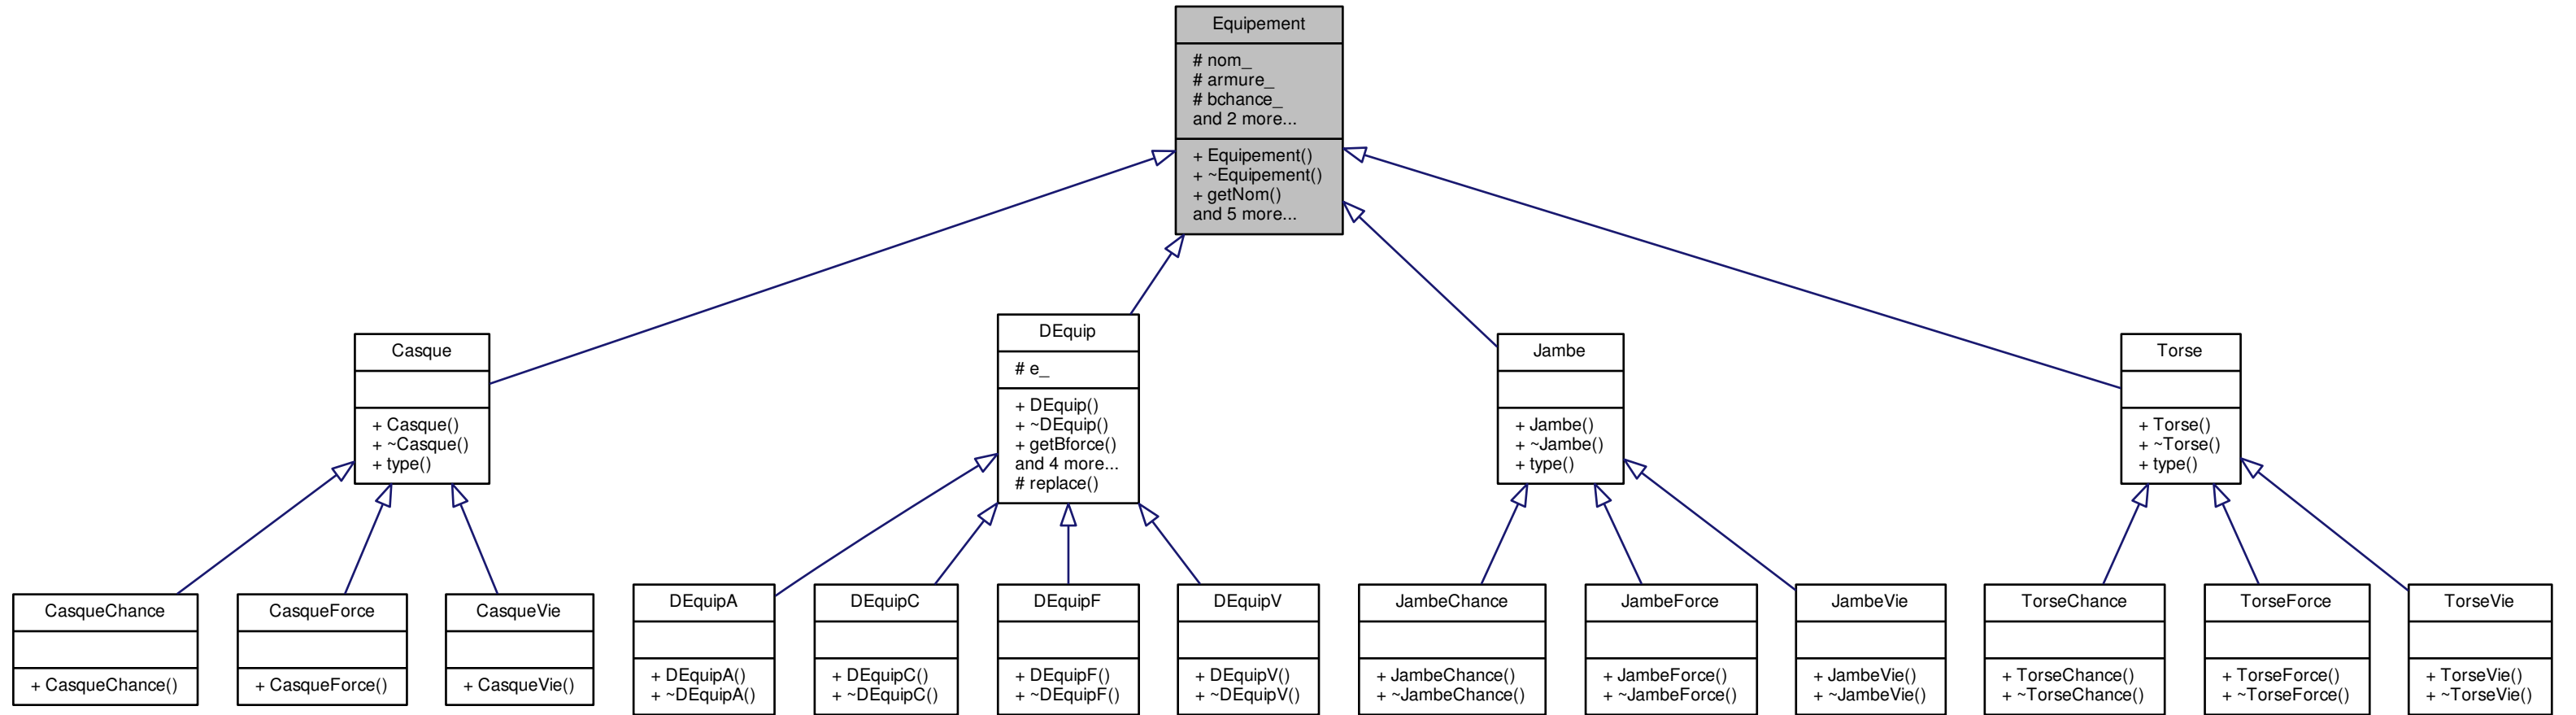 Equipement
# nom_
# armure_
# bchance_
and 2 more...
+ Equipement()
+ ~Equipement()
+ getNom()
and 5 more...
Casque
+ Casque()
+ ~Casque()
+ type()
DEquip
# e_
+ DEquip()
+ ~DEquip()
+ getBforce()
and 4 more...
# replace()
Jambe
+ Jambe()
+ ~Jambe()
+ type()
Torse
+ Torse()
+ ~Torse()
+ type()
CasqueChance
+ CasqueChance()
CasqueForce
+ CasqueForce()
CasqueVie
+ CasqueVie()
DEquipA
+ DEquipA()
+ ~DEquipA()
DEquipC
+ DEquipC()
+ ~DEquipC()
DEquipF
+ DEquipF()
+ ~DEquipF()
DEquipV
+ DEquipV()
+ ~DEquipV()
JambeChance
+ JambeChance()
+ ~JambeChance()
JambeForce
+ JambeForce()
+ ~JambeForce()
JambeVie
+ JambeVie()
+ ~JambeVie()
TorseChance
+ TorseChance()
+ ~TorseChance()
TorseForce
+ TorseForce()
+ ~TorseForce()
TorseVie
+ TorseVie()
+ ~TorseVie()